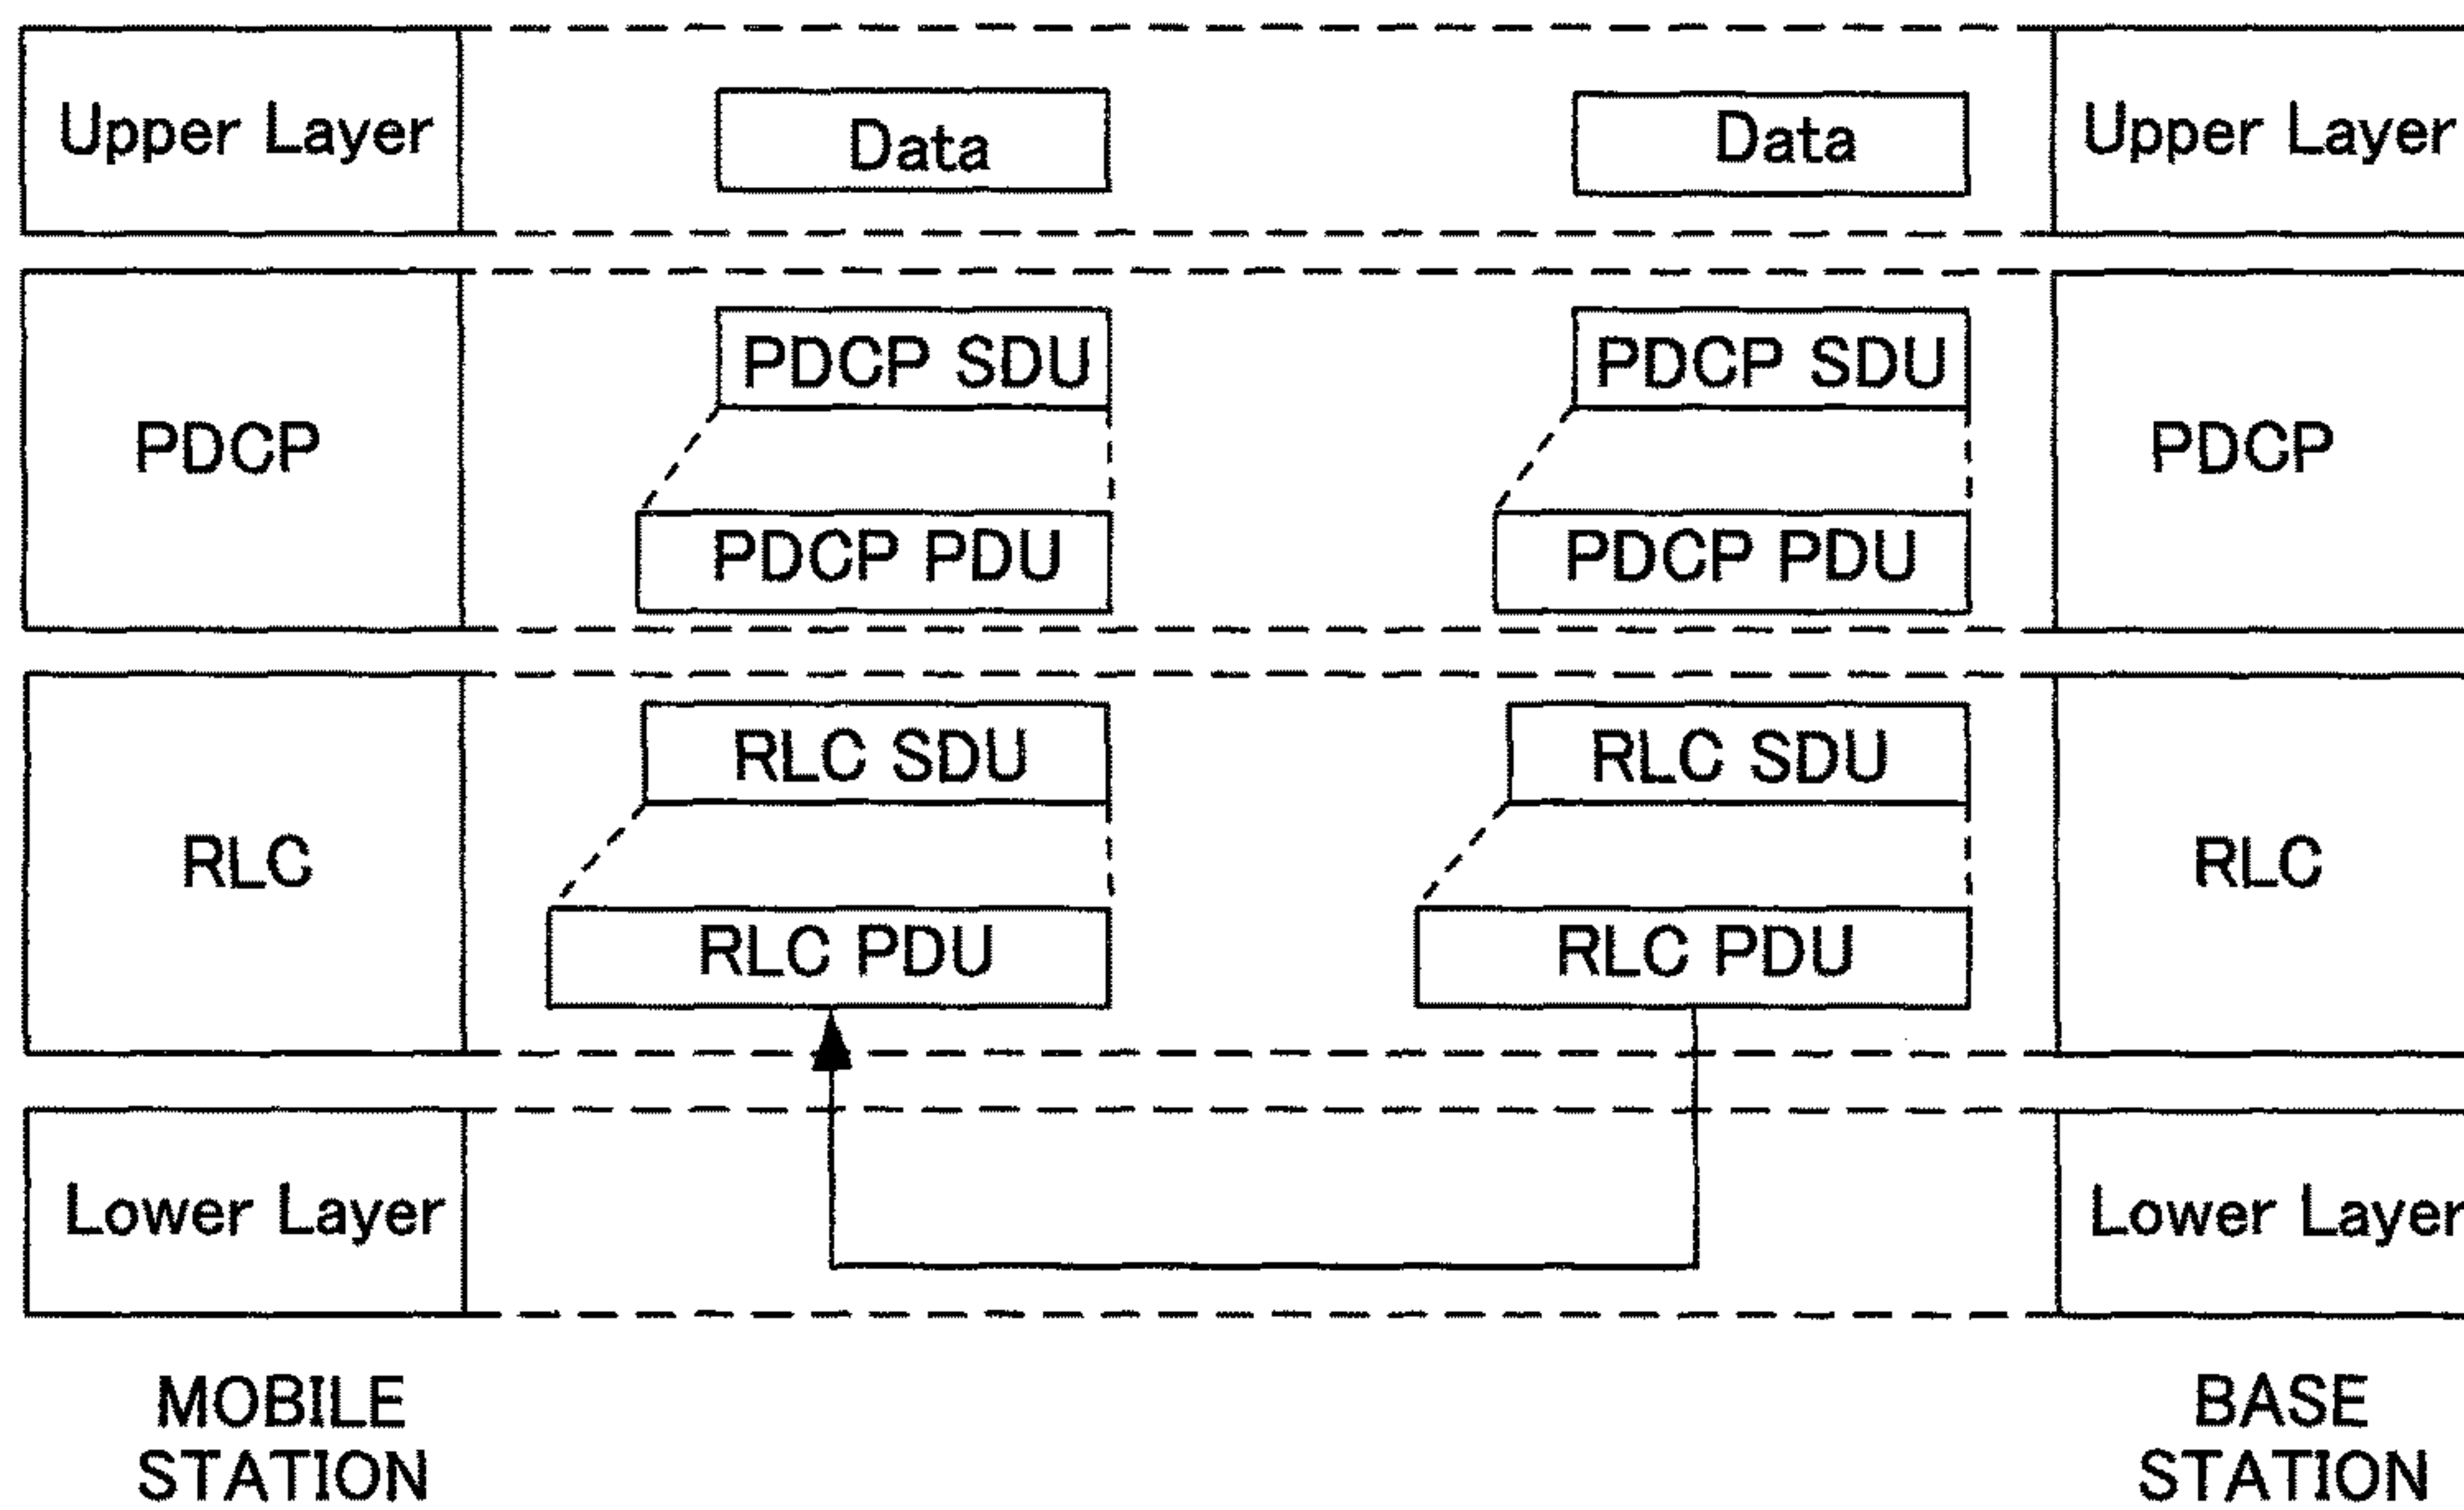 Upper Layer Data Data Upper Layer
PDCP SDU PDCP SDU
PDCP PDCP
PDCP PDU PDCP PDU
RLC SDU RLC SDU
RLC RLC
RLC PDU RLC PDU
Lower Layer Lower Layer
MOBILE BASE
STATION STATION